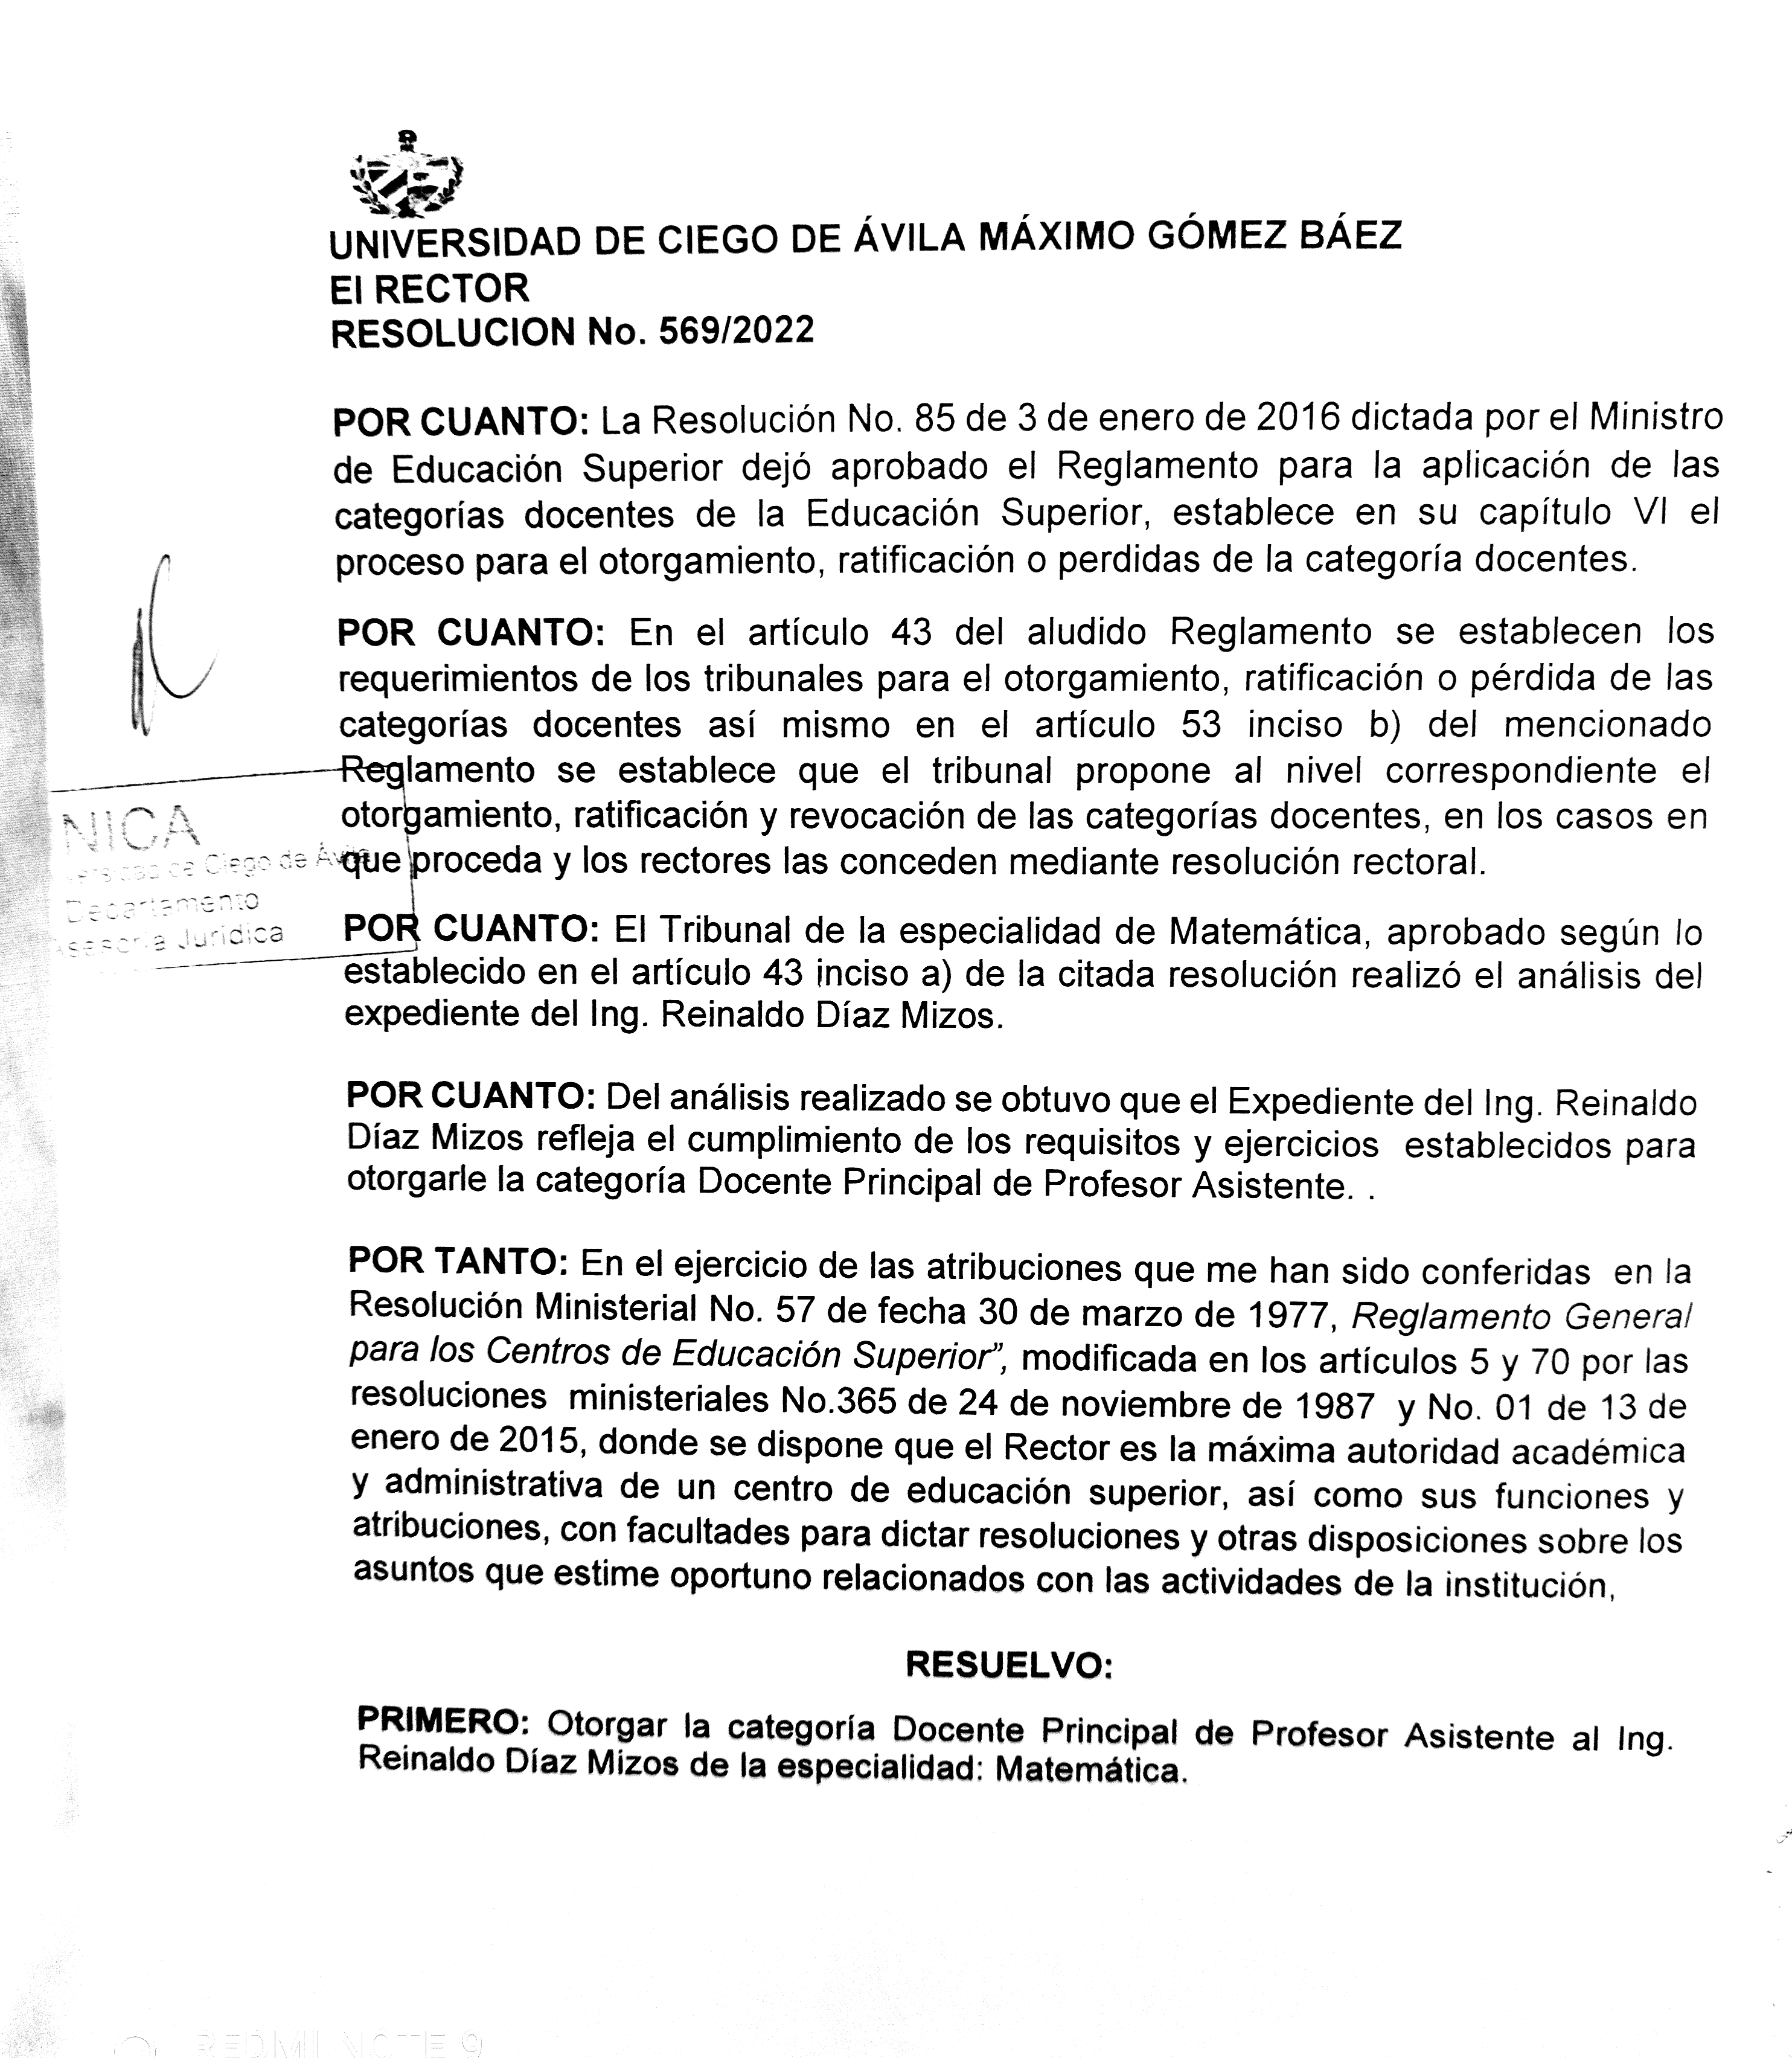 UNIVERSIDAD DE CIEGO DE ÁVILA MÁXIMO GÓMEZ BÁEZ
El RECTOR
RESOLUCION No. 569/2022
POR CUANTO: La Resolución No. 85 de 3 de enero de 2016 dictada por el Ministro
de Educación Superior dejó aprobado el Reglamento para la aplicación de las
categorías docentes de la Educación Superior, establece en su capítulo VI el
proceso para el otorgamiento, ratificación o perdidas de la categoría docentes.
POR CUANTO: En el artículo 43 del aludido Reglamento se establecen los
requerimientos de los tribunales para el otorgamiento, ratificación o pérdida de las
categorías docentes así mismo en el artículo 53 inciso b) del mencionado
Reglamento se establece que el tribunal propone al nivel correspondiente el
otorgamiento, ratificación y revocación de las categorías docentes, en los casos en
que proceda y los rectores las conceden mediante resolución rectoral.
NICA
de Ciego de Ávila
Departamento
Asesoría Jurídica
POR CUANTO: El Tribunal de la especialidad de Matemática, aprobado según lo
establecido en el artículo 43 inciso a) de la citada resolución realizó el análisis del
expediente del Ing. Reinaldo Díaz Mizos.
POR CUANTO: Del análisis realizado se obtuvo que el Expediente del Ing. Reinaldo
Díaz Mizos refleja el cumplimiento de los requisitos y ejercicios establecidos para
otorgarle la categoría Docente Principal de Profesor Asistente. .
POR TANTO: En el ejercicio de las atribuciones que me han sido conferidas en la
Resolución Ministerial No. 57 de fecha 30 de marzo de 1977, Reglamento General
para los Centros de Educación Superior”, modificada en los artículos 5 y 70 por las
resoluciones ministeriales No.365 de 24 de noviembre de 1987 y No. 01 de 13 de
enero de 2015, donde se dispone que el Rector es la máxima autoridad académica
y administrativa de un centro de educación superior, así como sus funciones y
atribuciones, con facultades para dictar resoluciones y otras disposiciones sobre los
asuntos que estime oportuno relacionados con las actividades de la institución,
RESUELVO:
PRIMERO: Otorgar la categoría Docente Principal de Profesor Asistente al Ing.
Reinaldo Díaz Mizos de la especialidad: Matemática.
REDMI NOTE 9